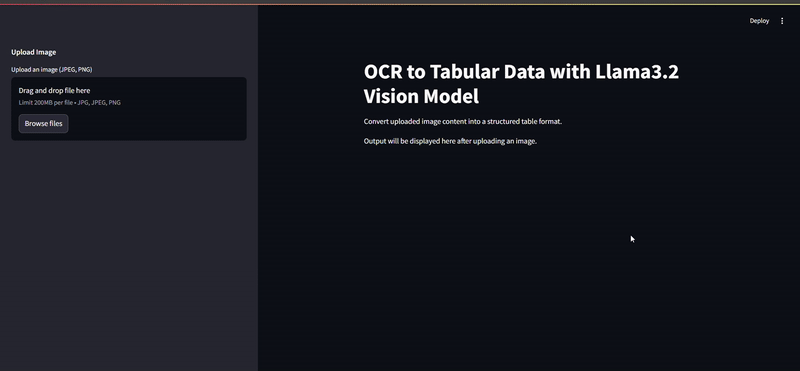 Deploy
Upload Image
Upload an image (JPEG, PNG)
Drag and drop file here
Limit 200MB per file • JPG, JPEG, PNG
Browse files
OCR to Tabular Data with Llama3.2
Vision Model
Convert uploaded image content into a structured table format.
Output will be displayed here after uploading an image.